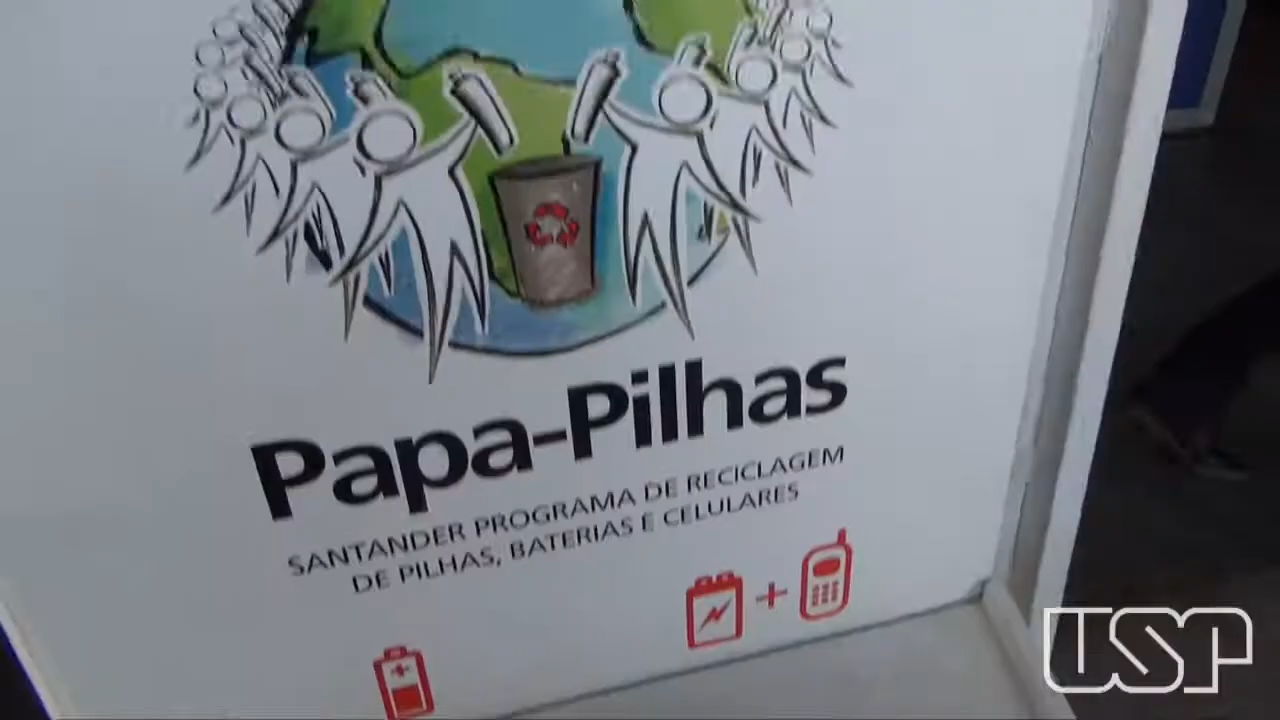 Papa-Pilhas
SANTANDER PROGRAMA DE RECICLAGEM
DE PILHAS, BATERIAS E CELULARES
USP